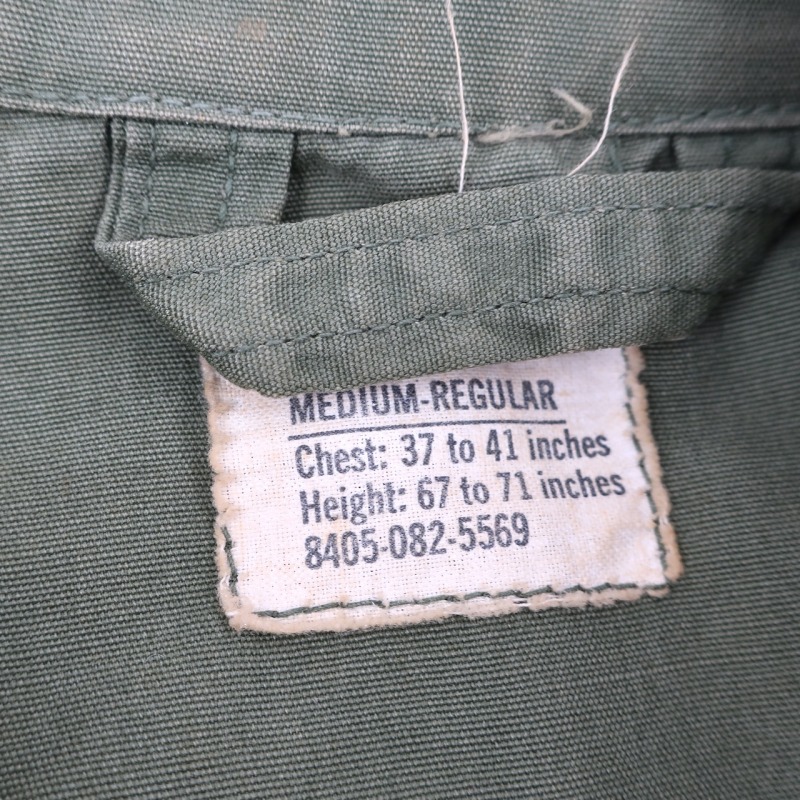 MEDIUM-REGULAR
Chest: 37 to 41 inches
Height: 67 to 71 inches
8405-082-5569